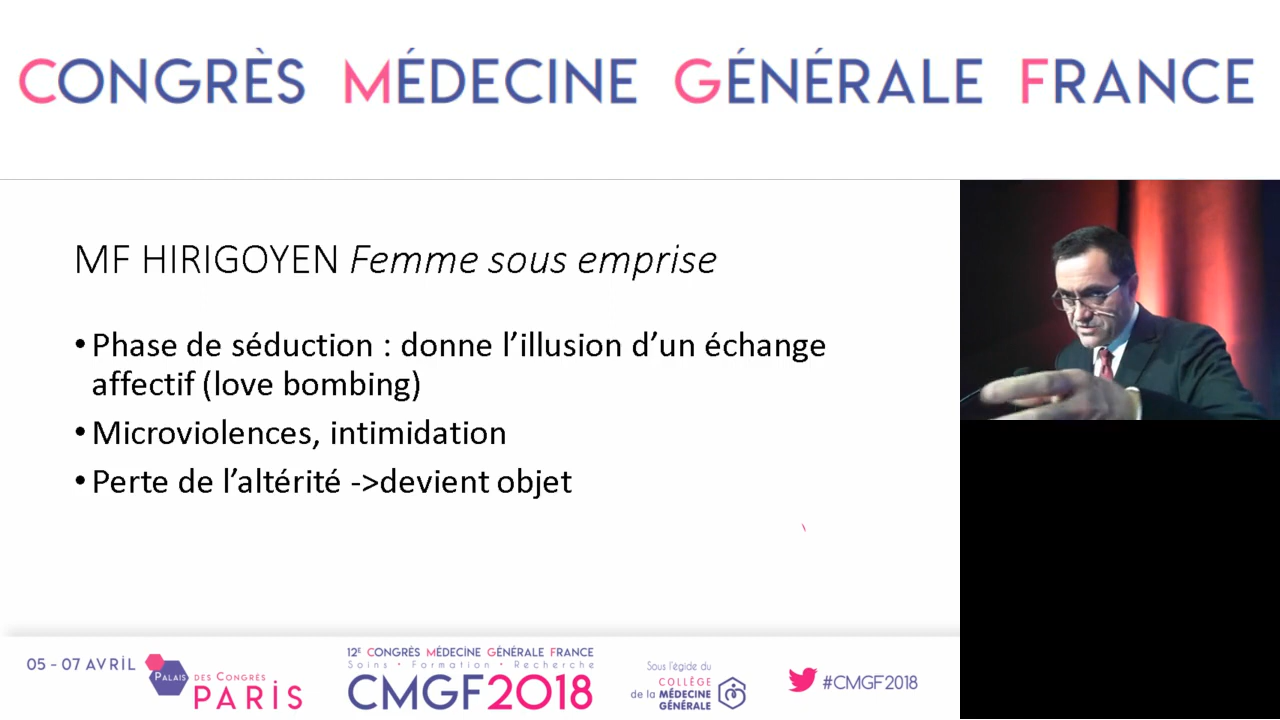 CONGRÈS MÉDECINE GÉNÉRALE FRANCE
MF HIRIGOYEN Femme sous emprise
•Phase de séduction : donne l’illusion d’un échange
affectif (love bombing)
•Microviolences, intimidation
•Perte de l’altérité ->devient objet
05 - 07 AVRIL
PALAIS
DES CONGRÈS
PARIS
12E CONGRÈS MÉDECINE GÉNÉRALE FRANCE
Soins • Formation • Recherche
CMGF2018
Sous l'égide du
COLLÈGE
de la MÉDECINE
GÉNÉRALE
#CMGF2018